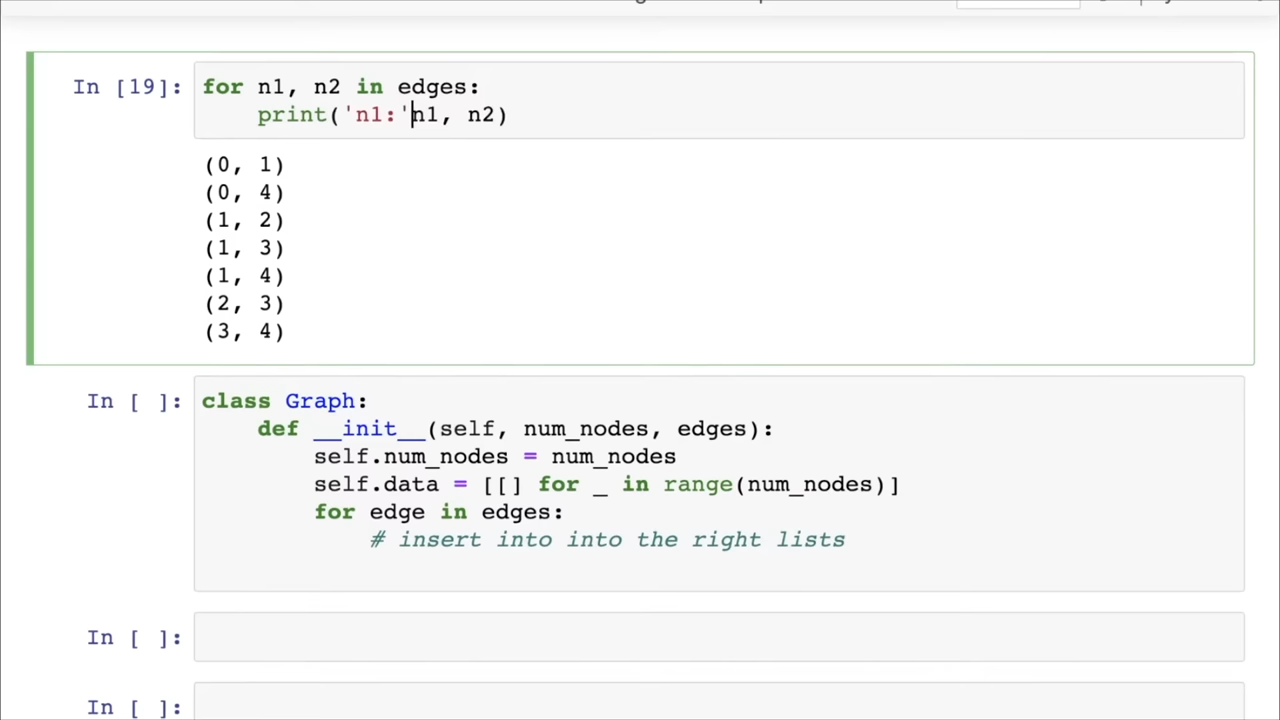 In [19]: for n1, n2 in edges:
    print('n1:'n1, n2)
(0, 1)
(0, 4)
(1, 2)
(1, 3)
(1, 4)
(2, 3)
(3, 4)
In [ ]: class Graph:
    def __init__(self, num_nodes, edges):
        self.num_nodes = num_nodes
        self.data = [[] for _ in range(num_nodes)]
        for edge in edges:
            # insert into into the right lists
In [ ]:
In [ ]: